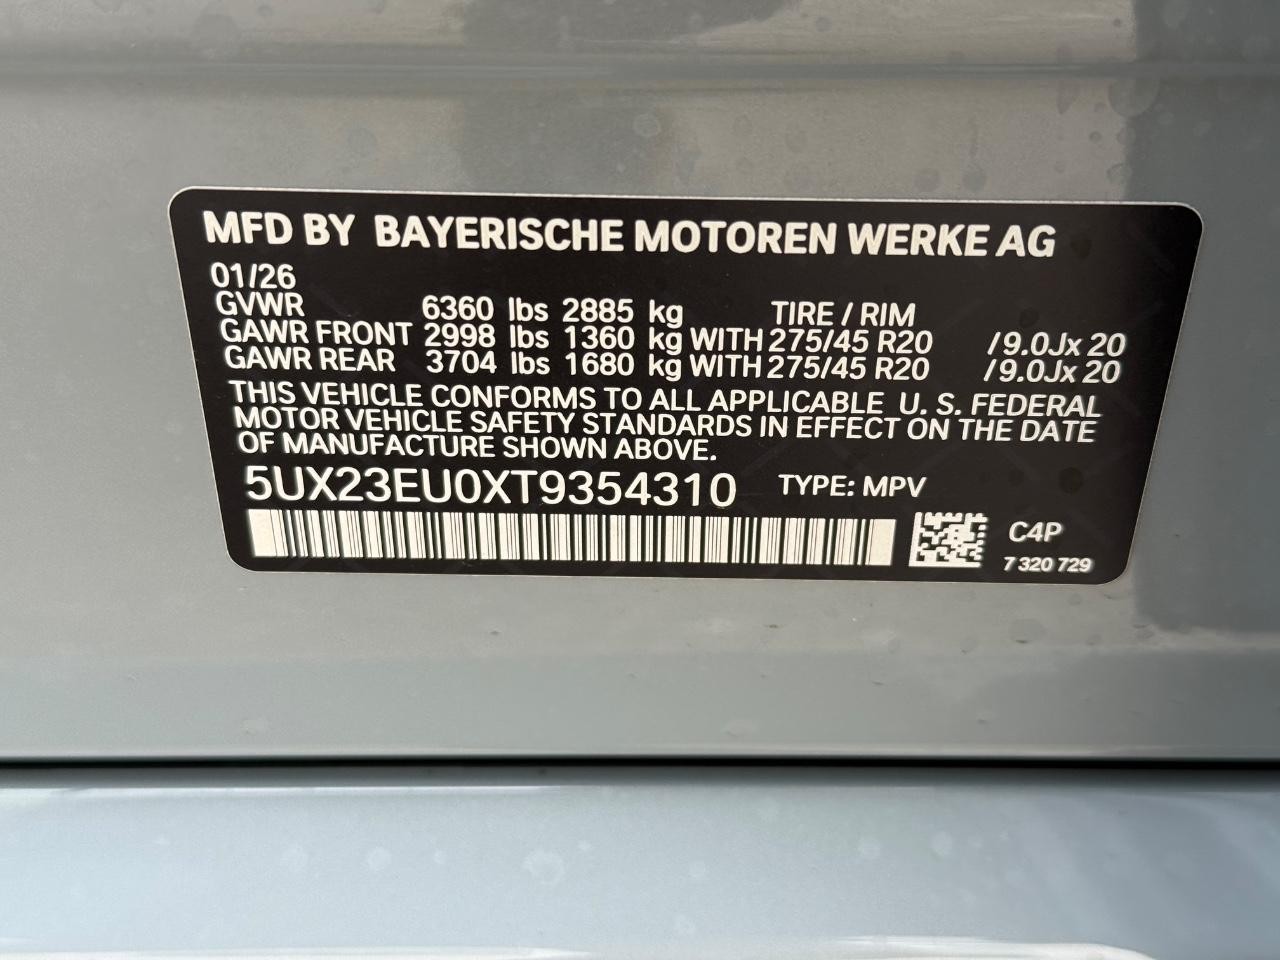 MFD BY BAYERISCHE MOTOREN WERKE AG
01/26
GVWR 6360 lbs 2885 kg TIRE / RIM
GAWR FRONT 2998 lbs 1360 kg WITH 275/45 R20 /9.0Jx 20
GAWR REAR 3704 lbs 1680 kg WITH 275/45 R20 /9.0Jx 20
THIS VEHICLE CONFORMS TO ALL APPLICABLE U. S. FEDERAL
MOTOR VEHICLE SAFETY STANDARDS IN EFFECT ON THE DATE
OF MANUFACTURE SHOWN ABOVE.
5UX23EU0XT9354310 TYPE: MPV
C4P
7 320 729